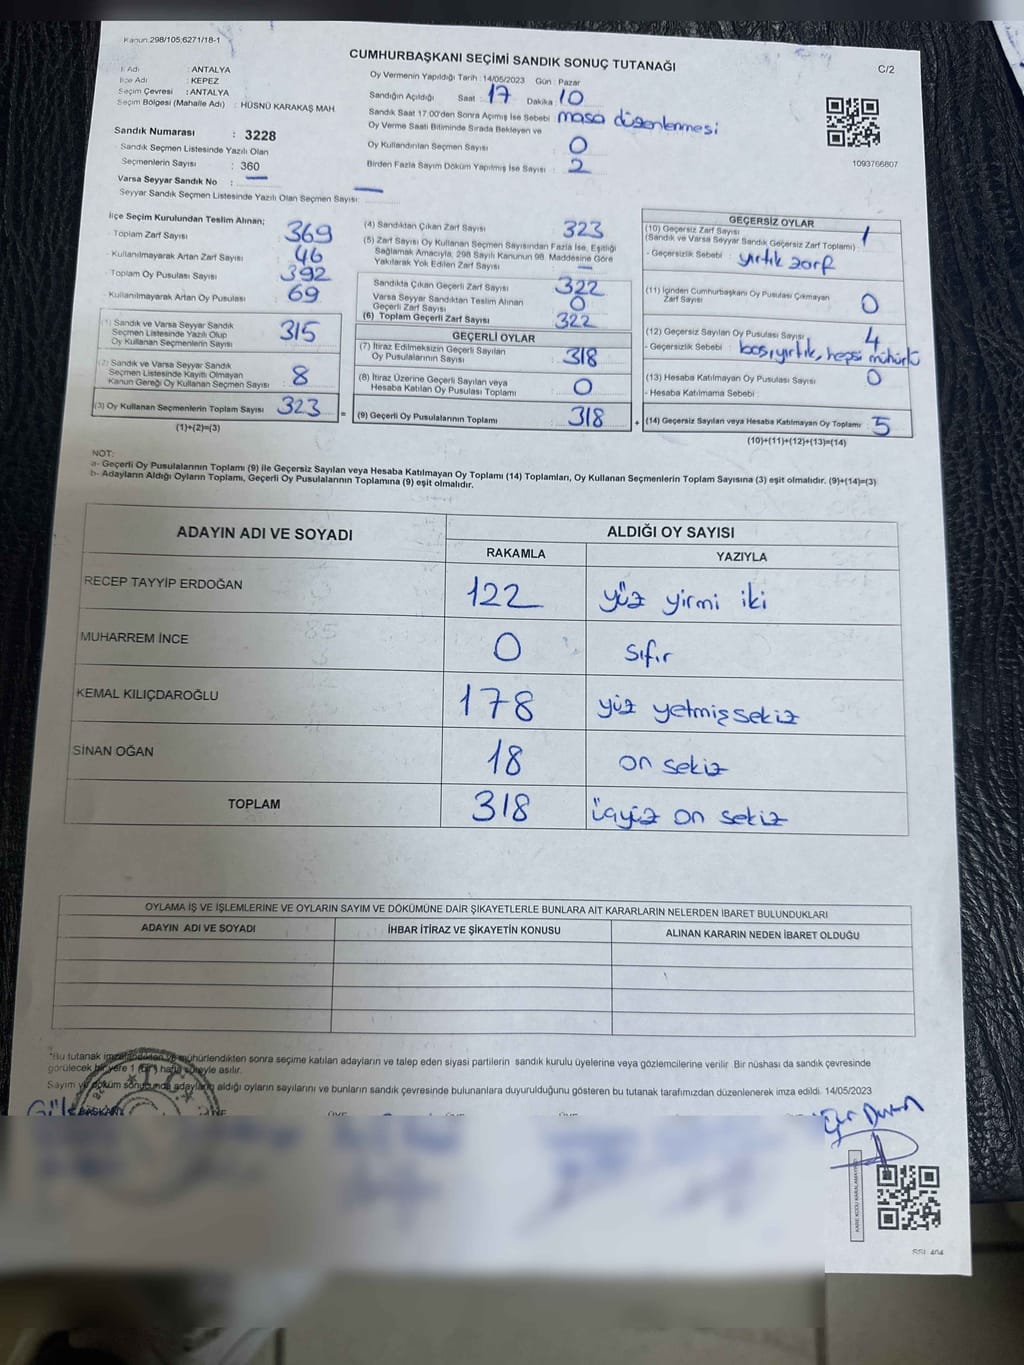 Kanun 298/105,6271/18-1
CUMHURBAŞKANI SEÇİMİ SANDIK SONUÇ TUTANAĞI
C/2
İl Adı : ANTALYA
İlçe Adı : KEPEZ
Seçim Çevresi : ANTALYA
Seçim Bölgesi (Mahalle Adı) : HÜSNÜ KARAKAŞ MAH.
Sandık Numarası : 3228
Sandık Seçmen Listesinde Yazılı Olan
Seçmenlerin Sayısı : 360
Varsa Seyyar Sandık No : —
Seyyar Sandık Seçmen Listesinde Yazılı Olan Seçmen Sayısı: —
Oy Vermenin Yapıldığı Tarih : 14/05/2023 Gün : Pazar
Sandığın Açıldığı Saat : 17 Dakika : 10
Sandık Saat 17.00'den Sonra Açımış İse Sebebi : masa düzenlenmesi
Oy Verme Saati Bitiminde Sırada Bekleyen ve
Oy Kullandırılan Seçmen Sayısı : 0
Birden Fazla Sayım Döküm Yapılmış İse Sayısı : 2
1093766807
İlçe Seçim Kurulundan Teslim Alınan;
- Toplam Zarf Sayısı : 369
- Kullanılmayarak Artan Zarf Sayısı : 46
- Toplam Oy Pusulası Sayısı : 392
- Kullanılmayarak Artan Oy Pusulası : 69
(1) Sandık ve Varsa Seyyar Sandık
Seçmen Listesinde Yazılı Olup
Oy Kullanan Seçmenlerin Sayısı : 315
(2) Sandık ve Varsa Seyyar Sandık
Seçmen Listesinde Kayıtlı Olmayan
Kanun Gereği Oy Kullanan Seçmen Sayısı : 8
(3) Oy Kullanan Seçmenlerin Toplam Sayısı : 323
(1)+(2)=(3)
=
(4) Sandıktan Çıkan Zarf Sayısı : 323
(5) Zarf Sayısı Oy Kullanan Seçmen Sayısından Fazla İse, Eşitliği
Sağlamak Amacıyla, 298 Sayılı Kanunun 98. Maddesine Göre
Yakılarak Yok Edilen Zarf Sayısı : —
Sandıkta Çıkan Geçerli Zarf Sayısı : 322
Varsa Seyyar Sandıktan Teslim Alınan
Geçerli Zarf Sayısı : 0
(6) Toplam Geçerli Zarf Sayısı : 322
GEÇERLİ OYLAR
(7) İtiraz Edilmeksizin Geçerli Sayılan
Oy Pusulalarının Sayısı : 318
(8) İtiraz Üzerine Geçerli Sayılan veya
Hesaba Katılan Oy Pusulaları Toplamı : 0
(9) Geçerli Oy Pusulalarının Toplamı : 318
+
GEÇERSİZ OYLAR
(10) Geçersiz Zarf Sayısı : 1
(Sandık ve Varsa Seyyar Sandık Geçersiz Zarf Toplamı)
- Geçersizlik Sebebi : yırtık zarf
(11) İçinden Cumhurbaşkanı Oy Pusulası Çıkmayan
Zarf Sayısı : 0
(12) Geçersiz Sayılan Oy Pusulası Sayısı : 4
- Geçersizlik Sebebi : boş, yırtık, hepsi mühürlü
(13) Hesaba Katılmayan Oy Pusulası Sayısı : 0
- Hesaba Katılmama Sebebi :
(14) Geçersiz Sayılan veya Hesaba Katılmayan Oy Toplamı : 5
(10)+(11)+(12)+(13)=(14)
NOT:
a- Geçerli Oy Pusulalarının Toplamı (9) ile Geçersiz Sayılan veya Hesaba Katılmayan Oy Toplamı (14) Toplamları, Oy Kullanan Seçmenlerin Toplam Sayısına (3) eşit olmalıdır. (9)+(14)=(3)
b- Adayların Aldığı Oyların Toplamı, Geçerli Oy Pusulalarının Toplamına (9) eşit olmalıdır.
ADAYIN ADI VE SOYADI
ALDIĞI OY SAYISI
RAKAMLA YAZIYLA
RECEP TAYYİP ERDOĞAN 122 yüz yirmi iki
MUHARREM İNCE 0 sıfır
KEMAL KILIÇDAROĞLU 178 yüz yetmiş sekiz
SİNAN OĞAN 18 on sekiz
TOPLAM 318 üçyüz on sekiz
OYLAMA İŞ VE İŞLEMLERİNE VE OYLARIN SAYIM VE DÖKÜMÜNE DAİR ŞİKAYETLERLE BUNLARA AİT KARARLARIN NELERDEN İBARET BULUNDUKLARI
ADAYIN ADI VE SOYADI İHBAR İTİRAZ VE ŞİKAYETİN KONUSU ALINAN KARARIN NEDEN İBARET OLDUĞU
*Bu tutanak imzalandıktan ve mühürlendikten sonra seçime katılan adayların ve talep eden siyasi partilerin sandık kurulu üyelerine veya gözlemcilerine verilir. Bir nüshası da sandık çevresinde
görülecek bir yere 1 (bir) hafta süreyle asılır.
Sayım ve döküm sonucunda adayların aldığı oyların sayılarını ve bunların sandık çevresinde bulunanlara duyurulduğunu gösteren bu tutanak tarafımızdan düzenlenerek imza edildi. 14/05/2023
BAŞKAN
KARE KODU KARALAMAYINIZ